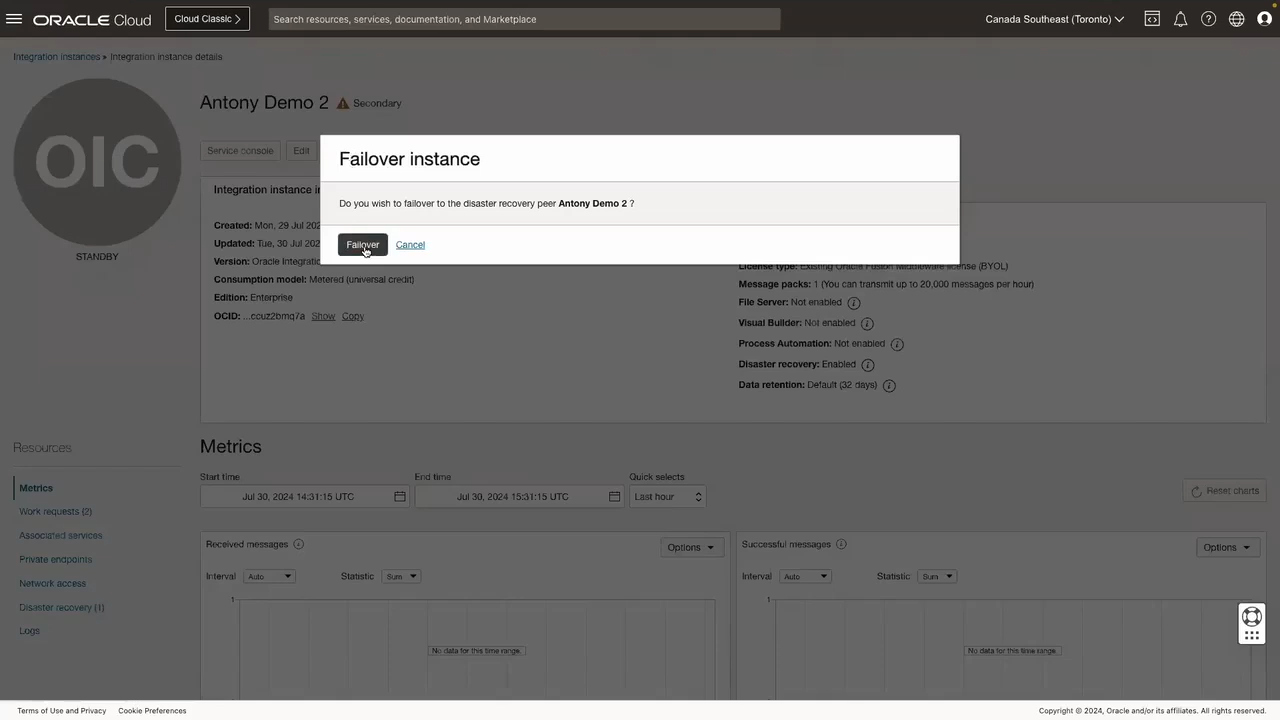 ORACLE Cloud
Cloud Classic
Search resources, services, documentation, and Marketplace
Canada Southeast (Toronto)
Integration instances » Integration instance details
OIC
STANDBY
Antony Demo 2
Secondary
Service console
Edit
Failover instance
Do you wish to failover to the disaster recovery peer Antony Demo 2 ?
Failover
Cancel
Integration instance i
Created: Mon, 29 Jul 202
Updated: Tue, 30 Jul 202
Version: Oracle Integratio
Consumption model: Metered (universal credit)
Edition: Enterprise
OCID: ...ccuz2bmq7a Show Copy
License type: Existing Oracle Fusion Middleware license (BYOL)
Message packs: 1 (You can transmit up to 20,000 messages per hour)
File Server: Not enabled
Visual Builder: Not enabled
Process Automation: Not enabled
Disaster recovery: Enabled
Data retention: Default (32 days)
Resources
Metrics
Work requests (2)
Associated services
Private endpoints
Network access
Disaster recovery (1)
Logs
Metrics
Start time
Jul 30, 2024 14:31:15 UTC
End time
Jul 30, 2024 15:31:15 UTC
Quick selects
Last hour
Reset charts
Received messages
Options
Interval
Auto
Statistic
Sum
1
No data for this time range.
Successful messages
Options
Interval
Auto
Statistic
Sum
1
No data for this time range.
Terms of Use and Privacy
Cookie Preferences
Copyright © 2024, Oracle and/or its affiliates. All rights reserved.